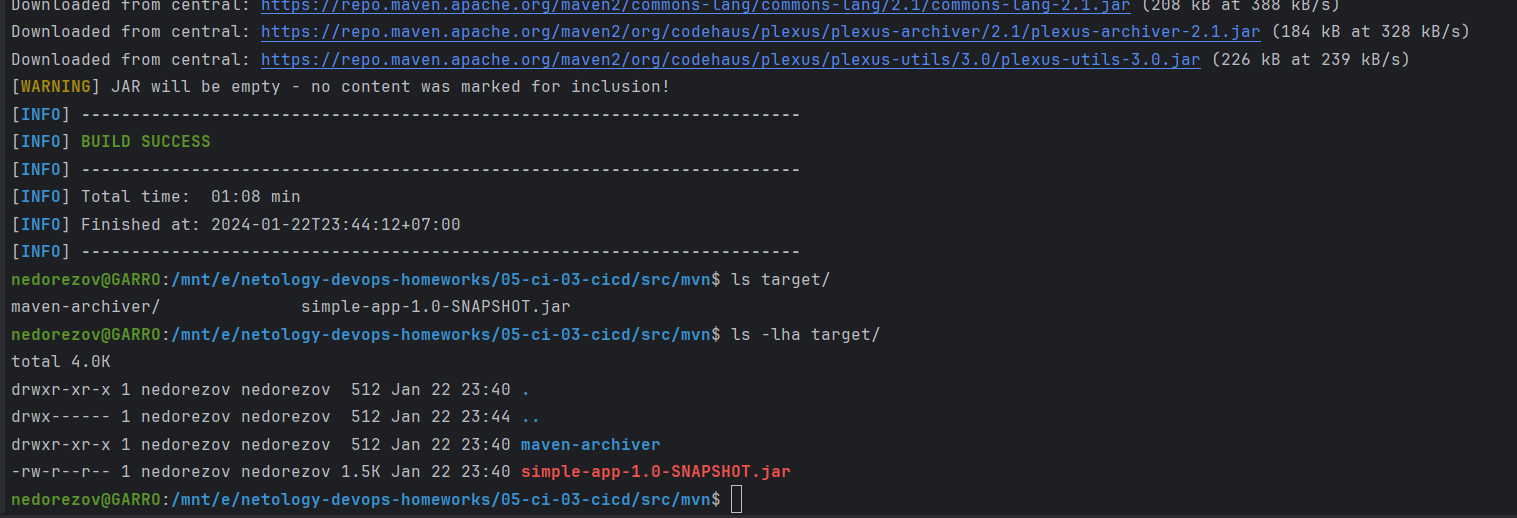 Downloaded from central: https://repo.maven.apache.org/maven2/commons-lang/commons-lang/2.1/commons-lang-2.1.jar (208 kB at 388 kB/s)
Downloaded from central: https://repo.maven.apache.org/maven2/org/codehaus/plexus/plexus-archiver/2.1/plexus-archiver-2.1.jar (184 kB at 328 kB/s)
Downloaded from central: https://repo.maven.apache.org/maven2/org/codehaus/plexus/plexus-utils/3.0/plexus-utils-3.0.jar (226 kB at 239 kB/s)
[WARNING] JAR will be empty - no content was marked for inclusion!
[INFO] ------------------------------------------------------------------------
[INFO] BUILD SUCCESS
[INFO] ------------------------------------------------------------------------
[INFO] Total time:  01:08 min
[INFO] Finished at: 2024-01-22T23:44:12+07:00
[INFO] ------------------------------------------------------------------------
nedorezov@GARRO:/mnt/e/netology-devops-homeworks/05-ci-03-cicd/src/mvn$ ls target/
maven-archiver/              simple-app-1.0-SNAPSHOT.jar
nedorezov@GARRO:/mnt/e/netology-devops-homeworks/05-ci-03-cicd/src/mvn$ ls -lha target/
total 4.0K
drwxr-xr-x 1 nedorezov nedorezov  512 Jan 22 23:40 .
drwx------ 1 nedorezov nedorezov  512 Jan 22 23:44 ..
drwxr-xr-x 1 nedorezov nedorezov  512 Jan 22 23:40 maven-archiver
-rw-r--r-- 1 nedorezov nedorezov 1.5K Jan 22 23:40 simple-app-1.0-SNAPSHOT.jar
nedorezov@GARRO:/mnt/e/netology-devops-homeworks/05-ci-03-cicd/src/mvn$